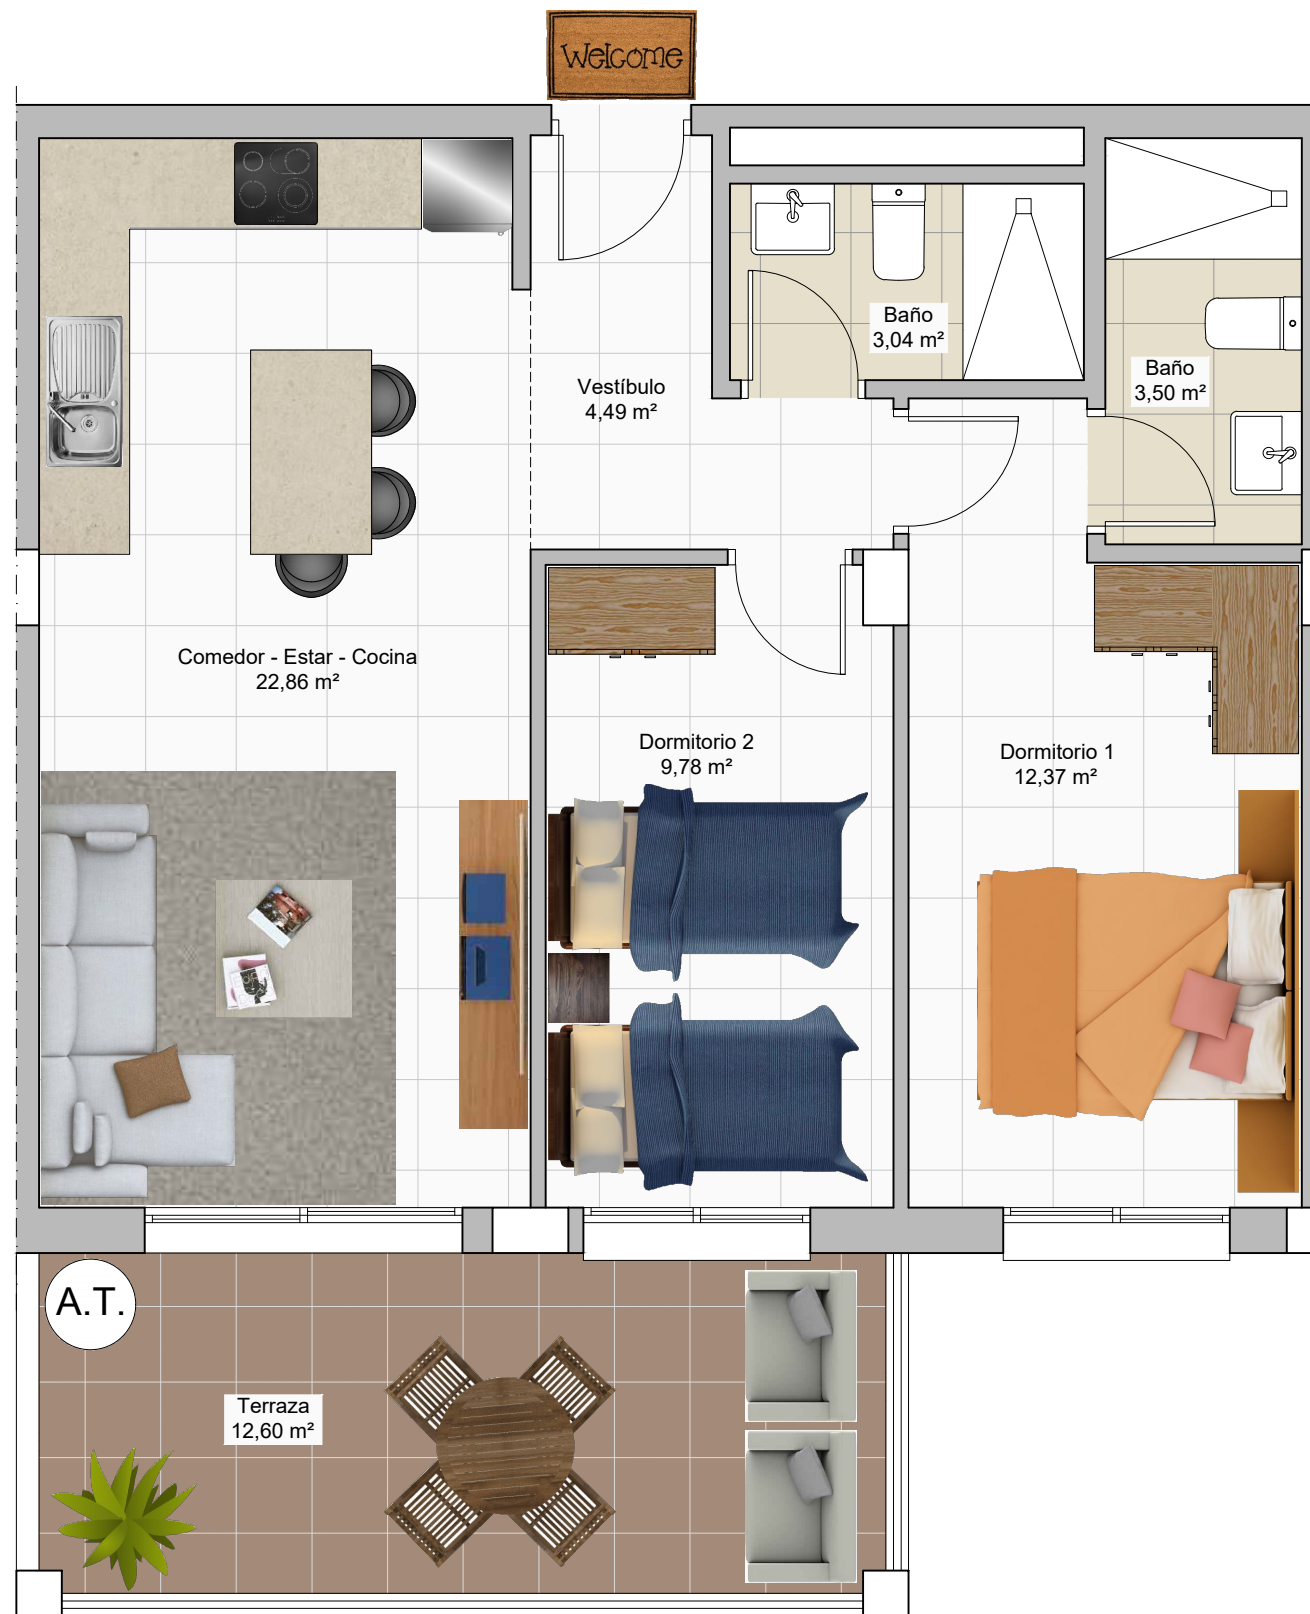 Welcome
Baño
3,04 m²
Baño
3,50 m²
Vestíbulo
4,49 m²
Comedor - Estar - Cocina
22,86 m²
Dormitorio 2
9,78 m²
Dormitorio 1
12,37 m²
A.T.
Terraza
12,60 m²